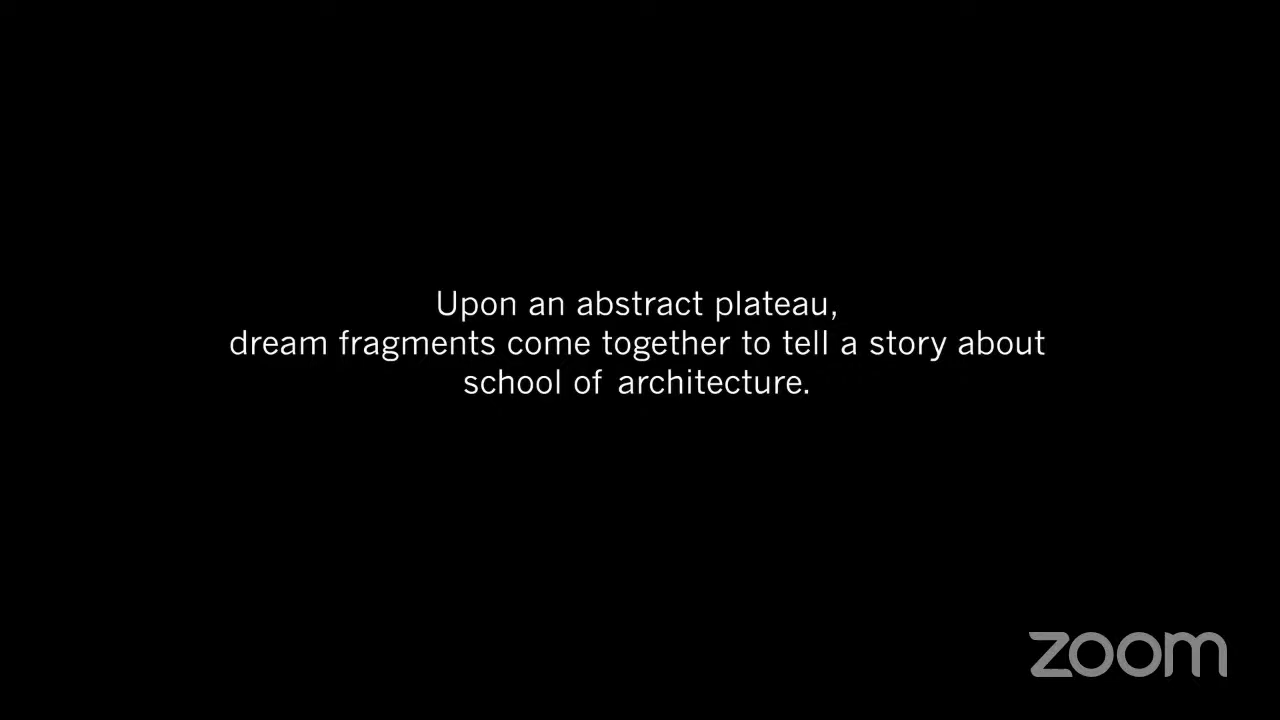 Upon an abstract plateau,
dream fragments come together to tell a story about
school of architecture.
zoom